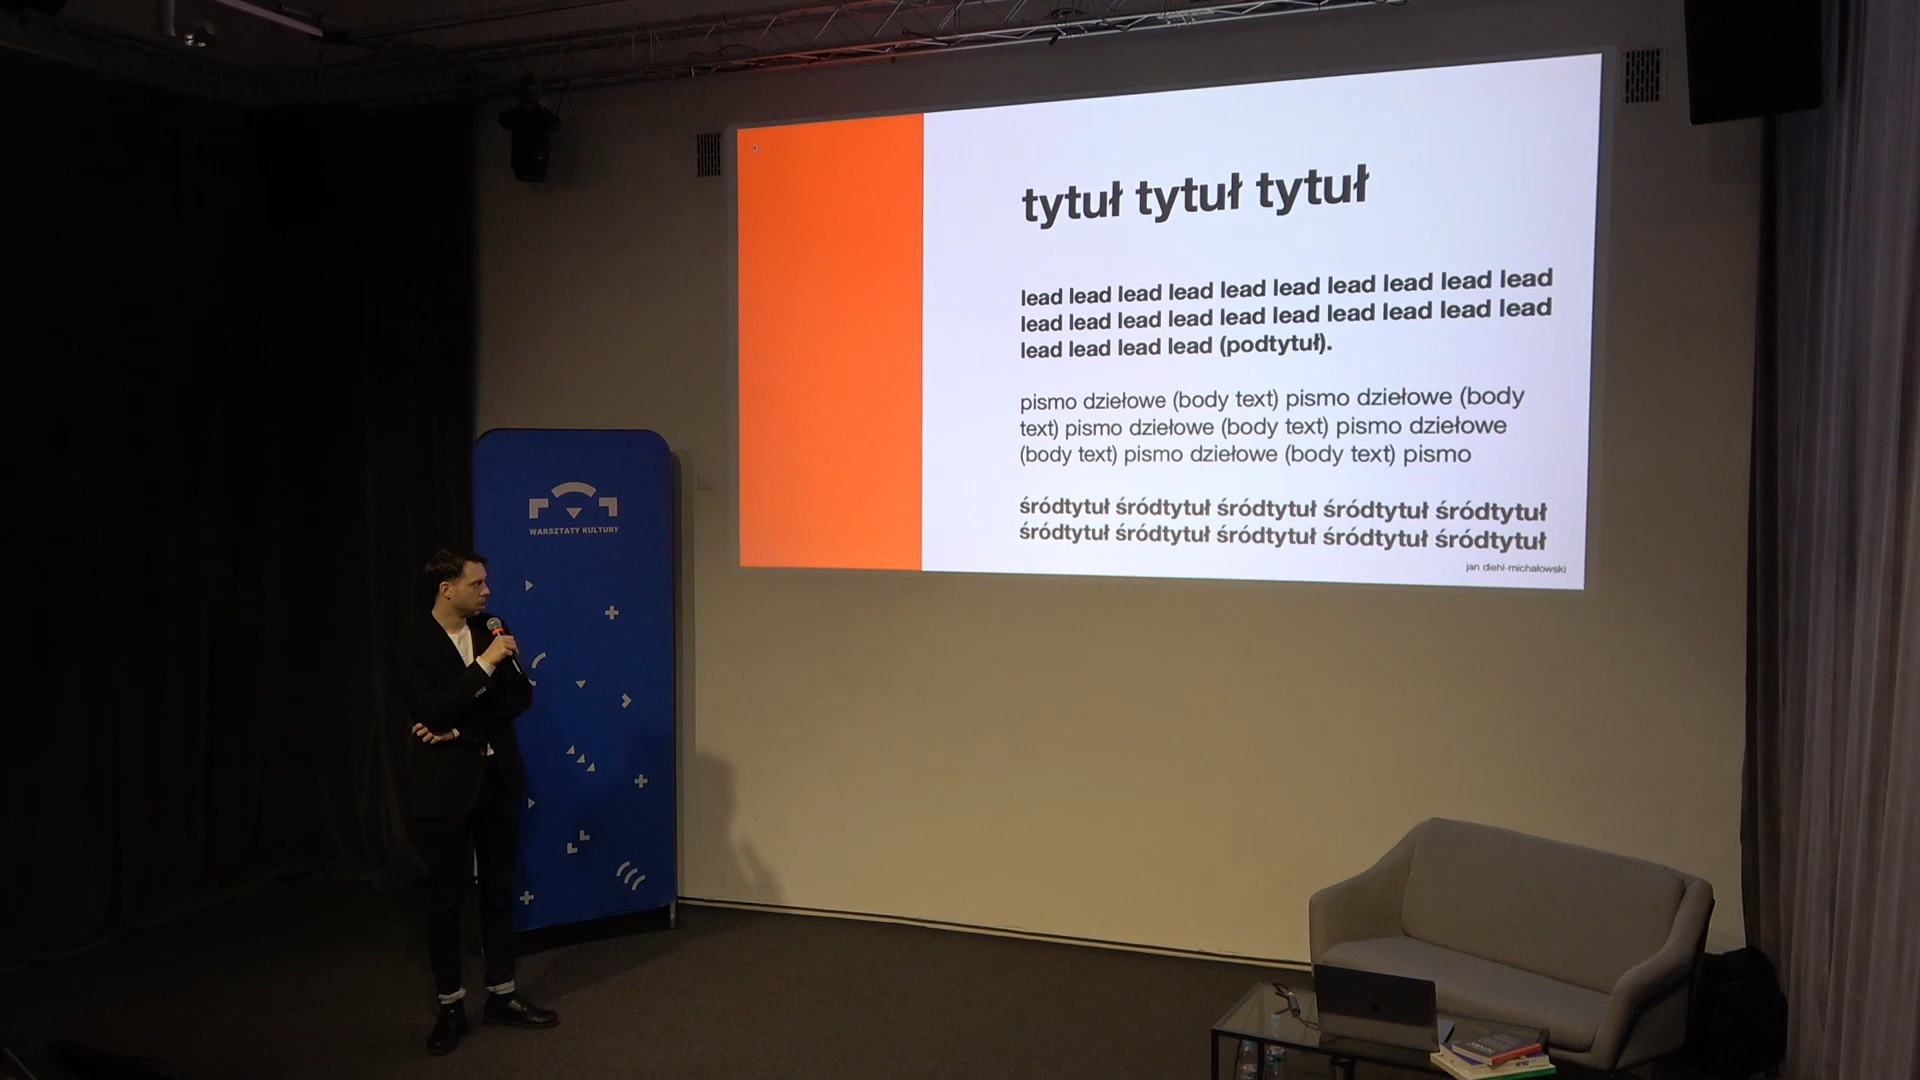 tytuł tytuł tytuł
lead lead lead lead lead lead lead lead lead lead
lead lead lead lead lead lead lead lead lead lead
lead lead lead lead (podtytuł).
pismo dziełowe (body text) pismo dziełowe (body
text) pismo dziełowe (body text) pismo dziełowe
(body text) pismo dziełowe (body text) pismo
śródtytuł śródtytuł śródtytuł śródtytuł śródtytuł
śródtytuł śródtytuł śródtytuł śródtytuł śródtytuł
jan diehl-michałowski
WARSZTATY KULTURY